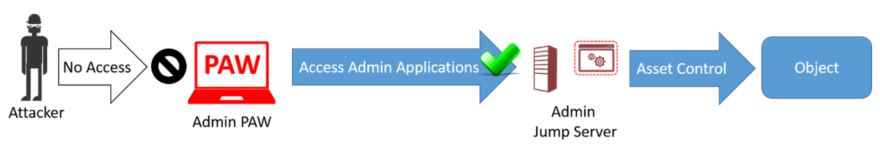 Attacker
No Access
PAW
Admin PAW
Access Admin Applications
Admin
Jump Server
Asset Control
Object